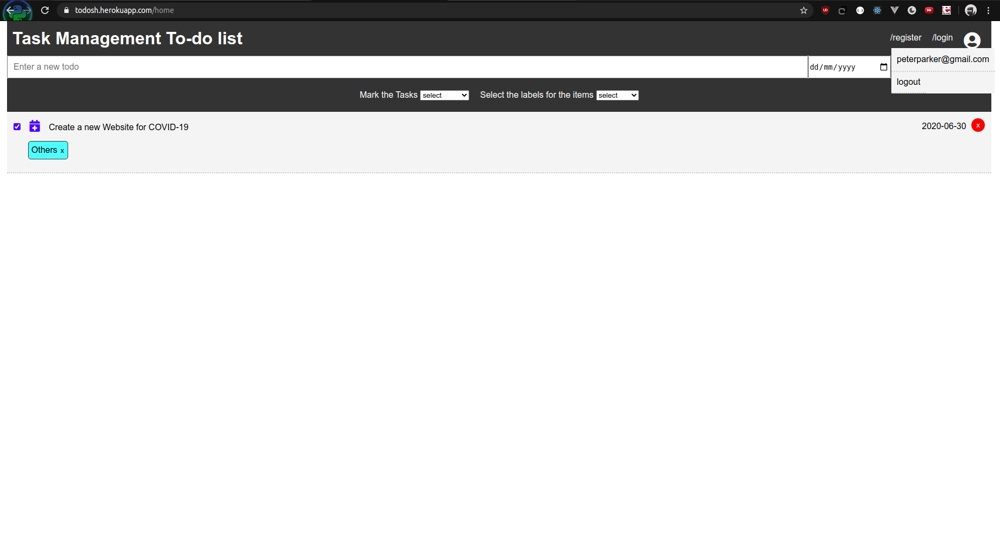 todosh.herokuapp.com/home
Task Management To-do list
/register /login
peterparker@gmail.com
logout
Enter a new todo
dd/mm/yyyy
Mark the Tasks select Select the labels for the items select
Create a new Website for COVID-19 2020-06-30 x
Others x